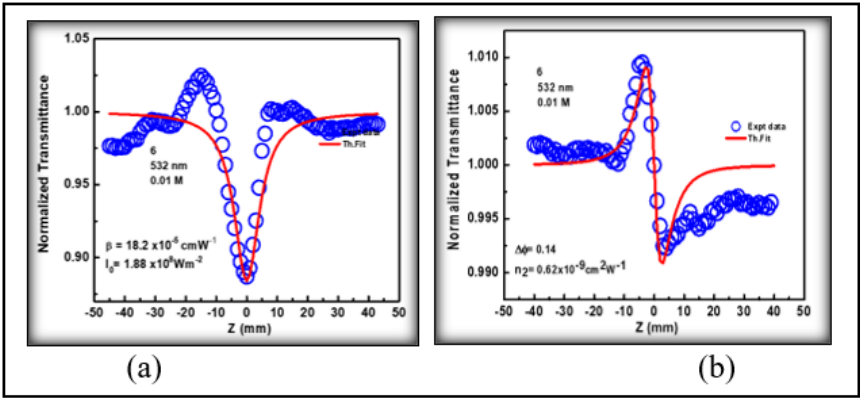 1.05
1.00
0.95
0.90
Normalized Transmittance
6
532 nm
0.01 M
Expt data
Th.Fit
β = 18.2 x10⁻⁵ cmW⁻¹
I₀= 1.88 x10⁸Wm⁻²
-50 -40 -30 -20 -10 0 10 20 30 40 50
Z (mm)
(a)
1.010
1.005
1.000
0.995
0.990
Normalized Transmittance
6
532 nm
0.01 M
Expt data
Th.Fit
Δϕ= 0.14
n₂= 0.62x10⁻⁹cm²W⁻¹
-50 -40 -30 -20 -10 0 10 20 30 40 50
Z (mm)
(b)